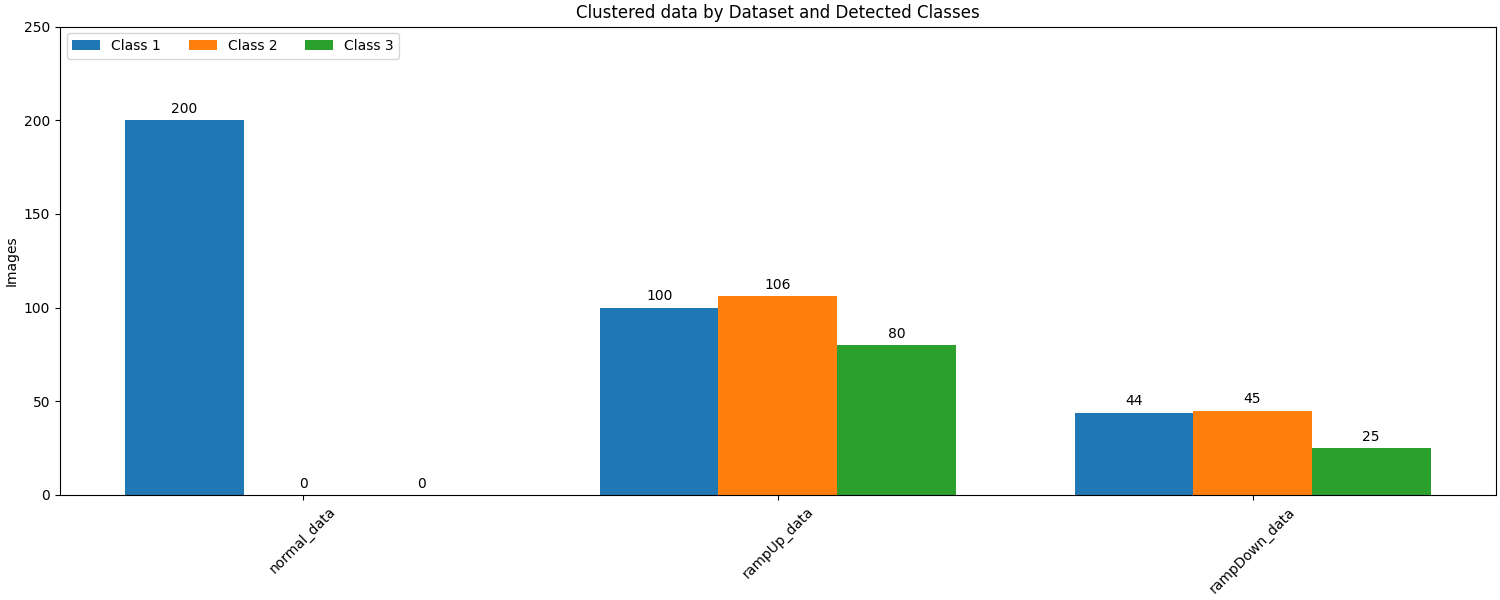 Clustered data by Dataset and Detected Classes
250
200
150
100
50
0
Images
Class 1 Class 2 Class 3
200
0
0
100
106
80
44
45
25
normal_data
rampUp_data
rampDown_data